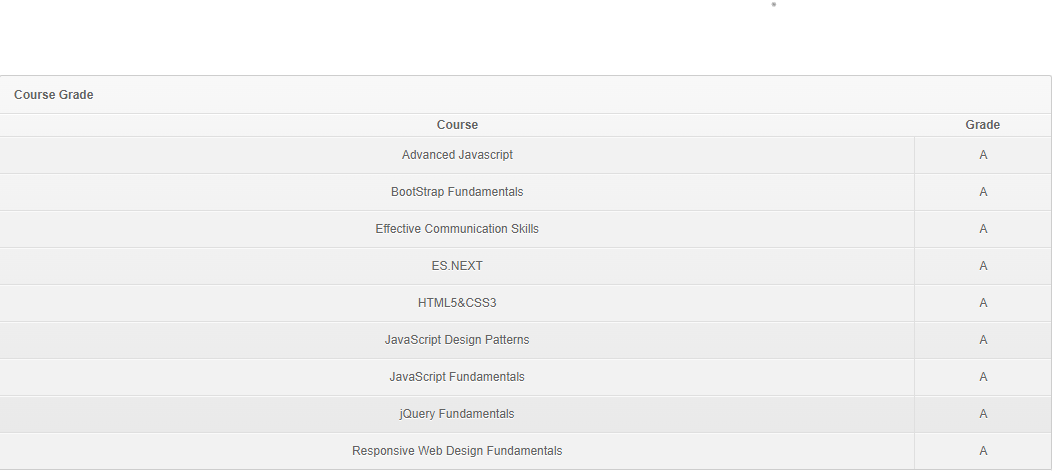 Course Grade
Course Grade
Advanced Javascript A
BootStrap Fundamentals A
Effective Communication Skills A
ES.NEXT A
HTML5&CSS3 A
JavaScript Design Patterns A
JavaScript Fundamentals A
jQuery Fundamentals A
Responsive Web Design Fundamentals A